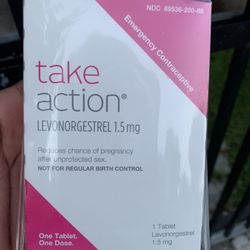 NDC 69536-200-88
Emergency Contraceptive
take
action®
LEVONORGESTREL 1.5 mg
Reduces chance of pregnancy
after unprotected sex.
NOT FOR REGULAR BIRTH CONTROL
One Tablet.
One Dose.
1 Tablet
Levonorgestrel
1.5 mg